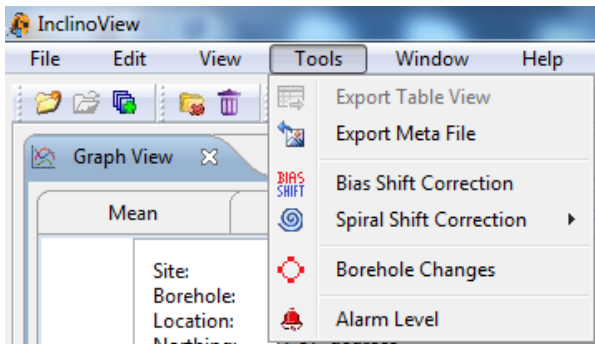 InclinoView
File Edit View Tools Window Help
Export Table View
Export Meta File
Graph View
BIAS SHIFT Bias Shift Correction
Mean
Spiral Shift Correction
Site:
Borehole:
Borehole Changes
Location:
Alarm Level